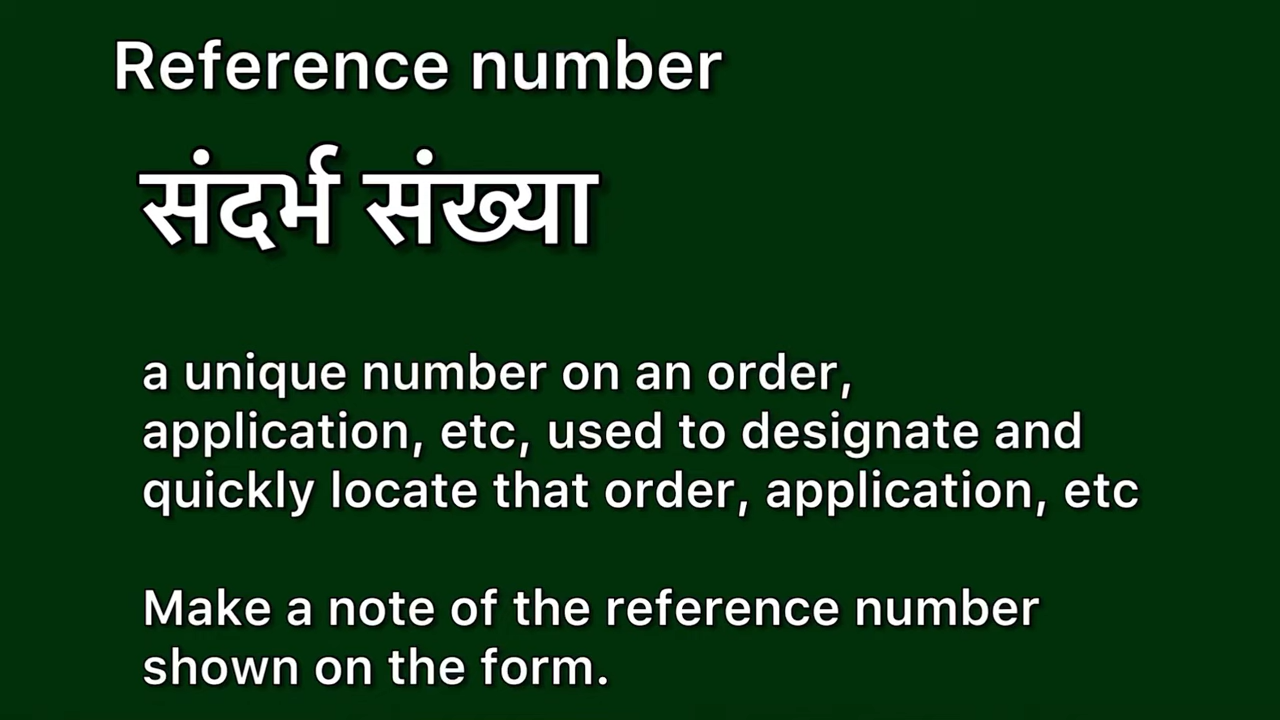 Reference number
संदर्भ संख्या
a unique number on an order,
application, etc, used to designate and
quickly locate that order, application, etc
Make a note of the reference number
shown on the form.